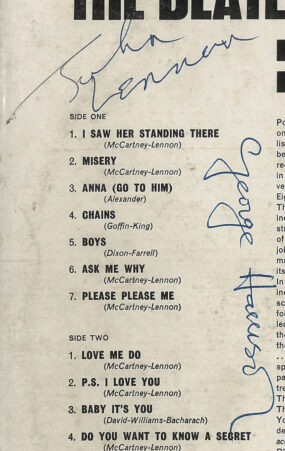 THE BEATLE
John
Lennon
SIDE ONE
1. I SAW HER STANDING THERE
(McCartney-Lennon)
2. MISERY
(McCartney-Lennon)
3. ANNA (GO TO HIM)
(Alexander)
4. CHAINS
(Goffin-King)
5. BOYS
(Dixon-Farrell)
6. ASK ME WHY
(McCartney-Lennon)
7. PLEASE PLEASE ME
(McCartney-Lennon)
George Harrison
SIDE TWO
1. LOVE ME DO
(McCartney-Lennon)
2. P.S. I LOVE YOU
(McCartney-Lennon)
3. BABY IT'S YOU
(David-Williams-Bacharach)
4. DO YOU WANT TO KNOW A SECRET
(McCartney-Lennon)